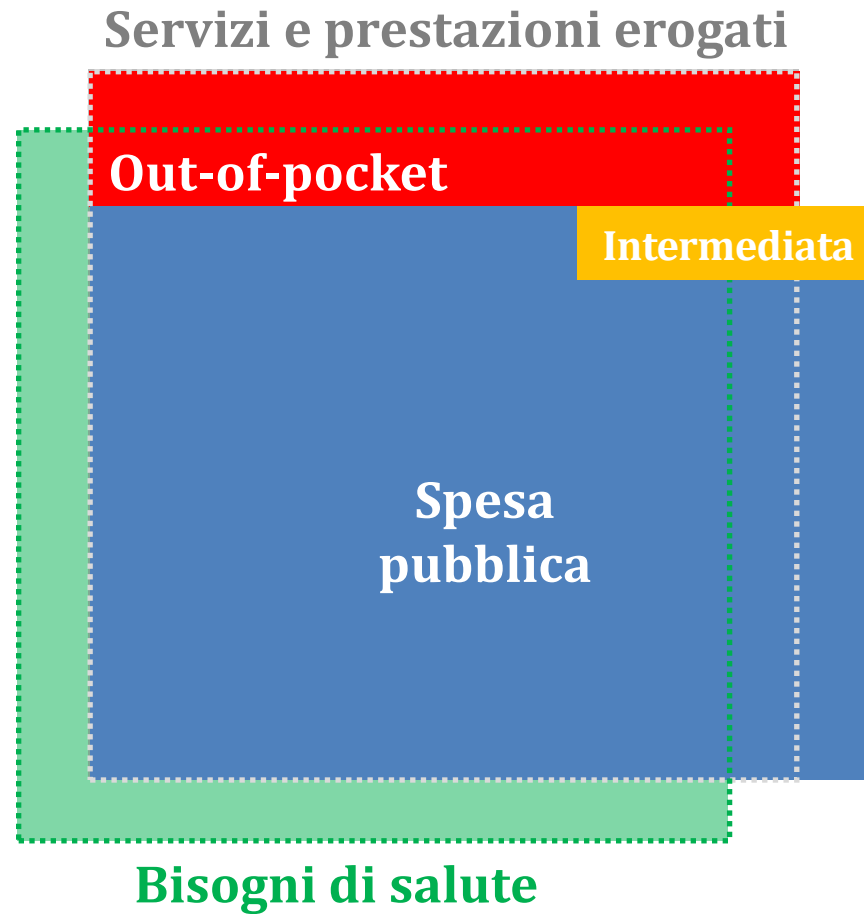 Servizi e prestazioni erogati
Out-of-pocket
Intermediata
Spesa
pubblica
Bisogni di salute